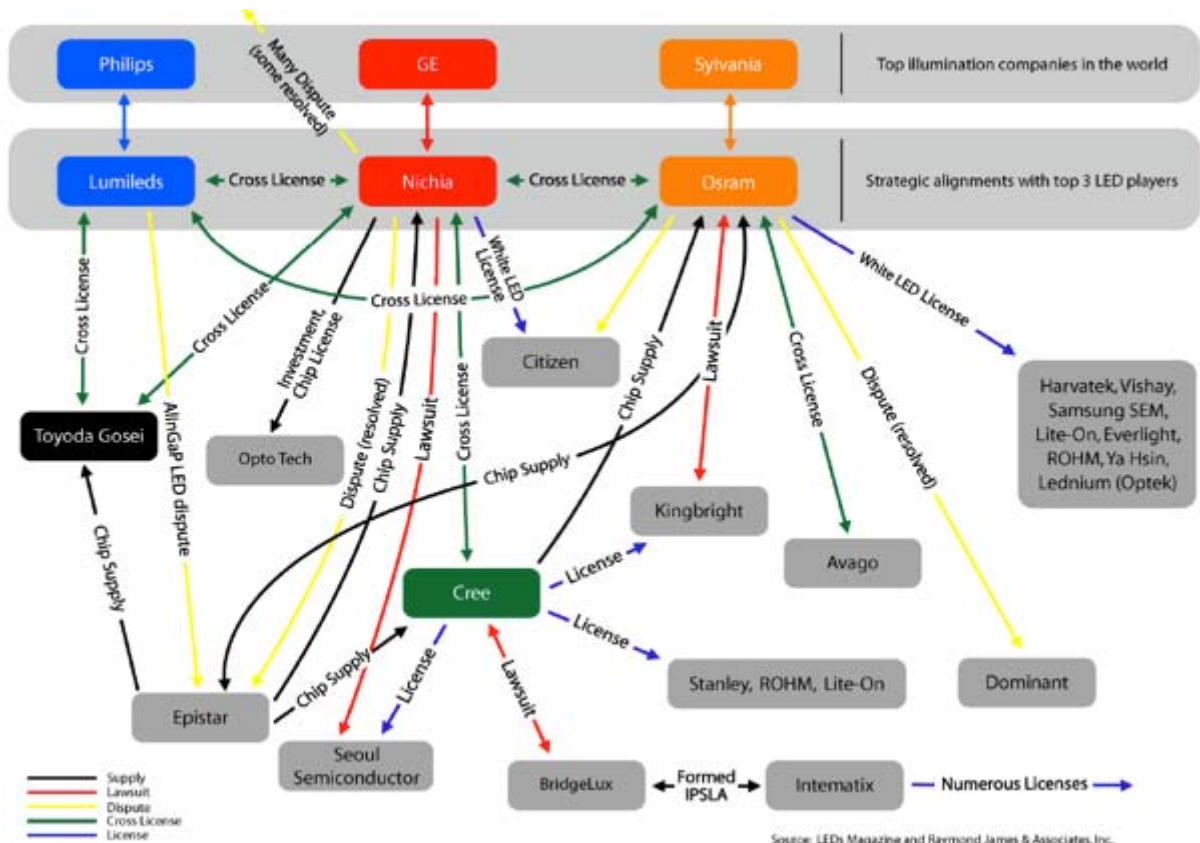 Philips
GE
Sylvania
Top illumination companies in the world
Many Dispute
(some resolved)
Lumileds
Cross License
Nichia
Cross License
Osram
Strategic alignments with top 3 LED players
Cross License
Cross License
Investment,
Chip License
White LED
License
Cross License
White LED License
Citizen
Harvatek, Vishay,
Samsung SEM,
Lite-On, Everlight,
ROHM, Ya Hsin,
Lednium (Optek)
Toyoda Gosei
Opto Tech
AlinGaP LED dispute
Dispute (resolved)
Chip Supply
Lawsuit
Cross License
Chip Supply
Chip Supply
Lawsuit
Cross License
Dispute (resolved)
Kingbright
Avago
Chip Supply
Cree
License
License
Stanley, ROHM, Lite-On
Dominant
Epistar
Chip Supply
License
Lawsuit
Seoul
Semiconductor
BridgeLux
Formed
IPSLA
Intematix
Numerous Licenses
Supply
Lawsuit
Dispute
Cross License
License
Source: LEDs Magazine and Raymond James & Associates, Inc.